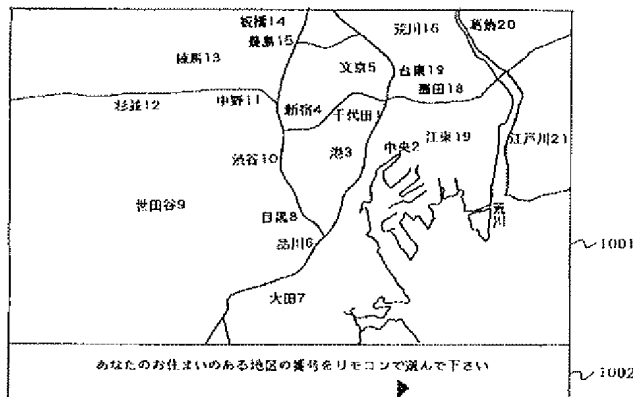 板橋14
荒川16
葛飾20
豊島15
練馬13
文京5
台東19
墨田18
中野11
杉並12
新宿4
千代田1
江東19
江戸川21
中央2
港3
渋谷10
世田谷9
目黒8
荒川
品川6
1001
大田7
あなたのお住まいのある地区の番号をリモコンで選んで下さい
1002